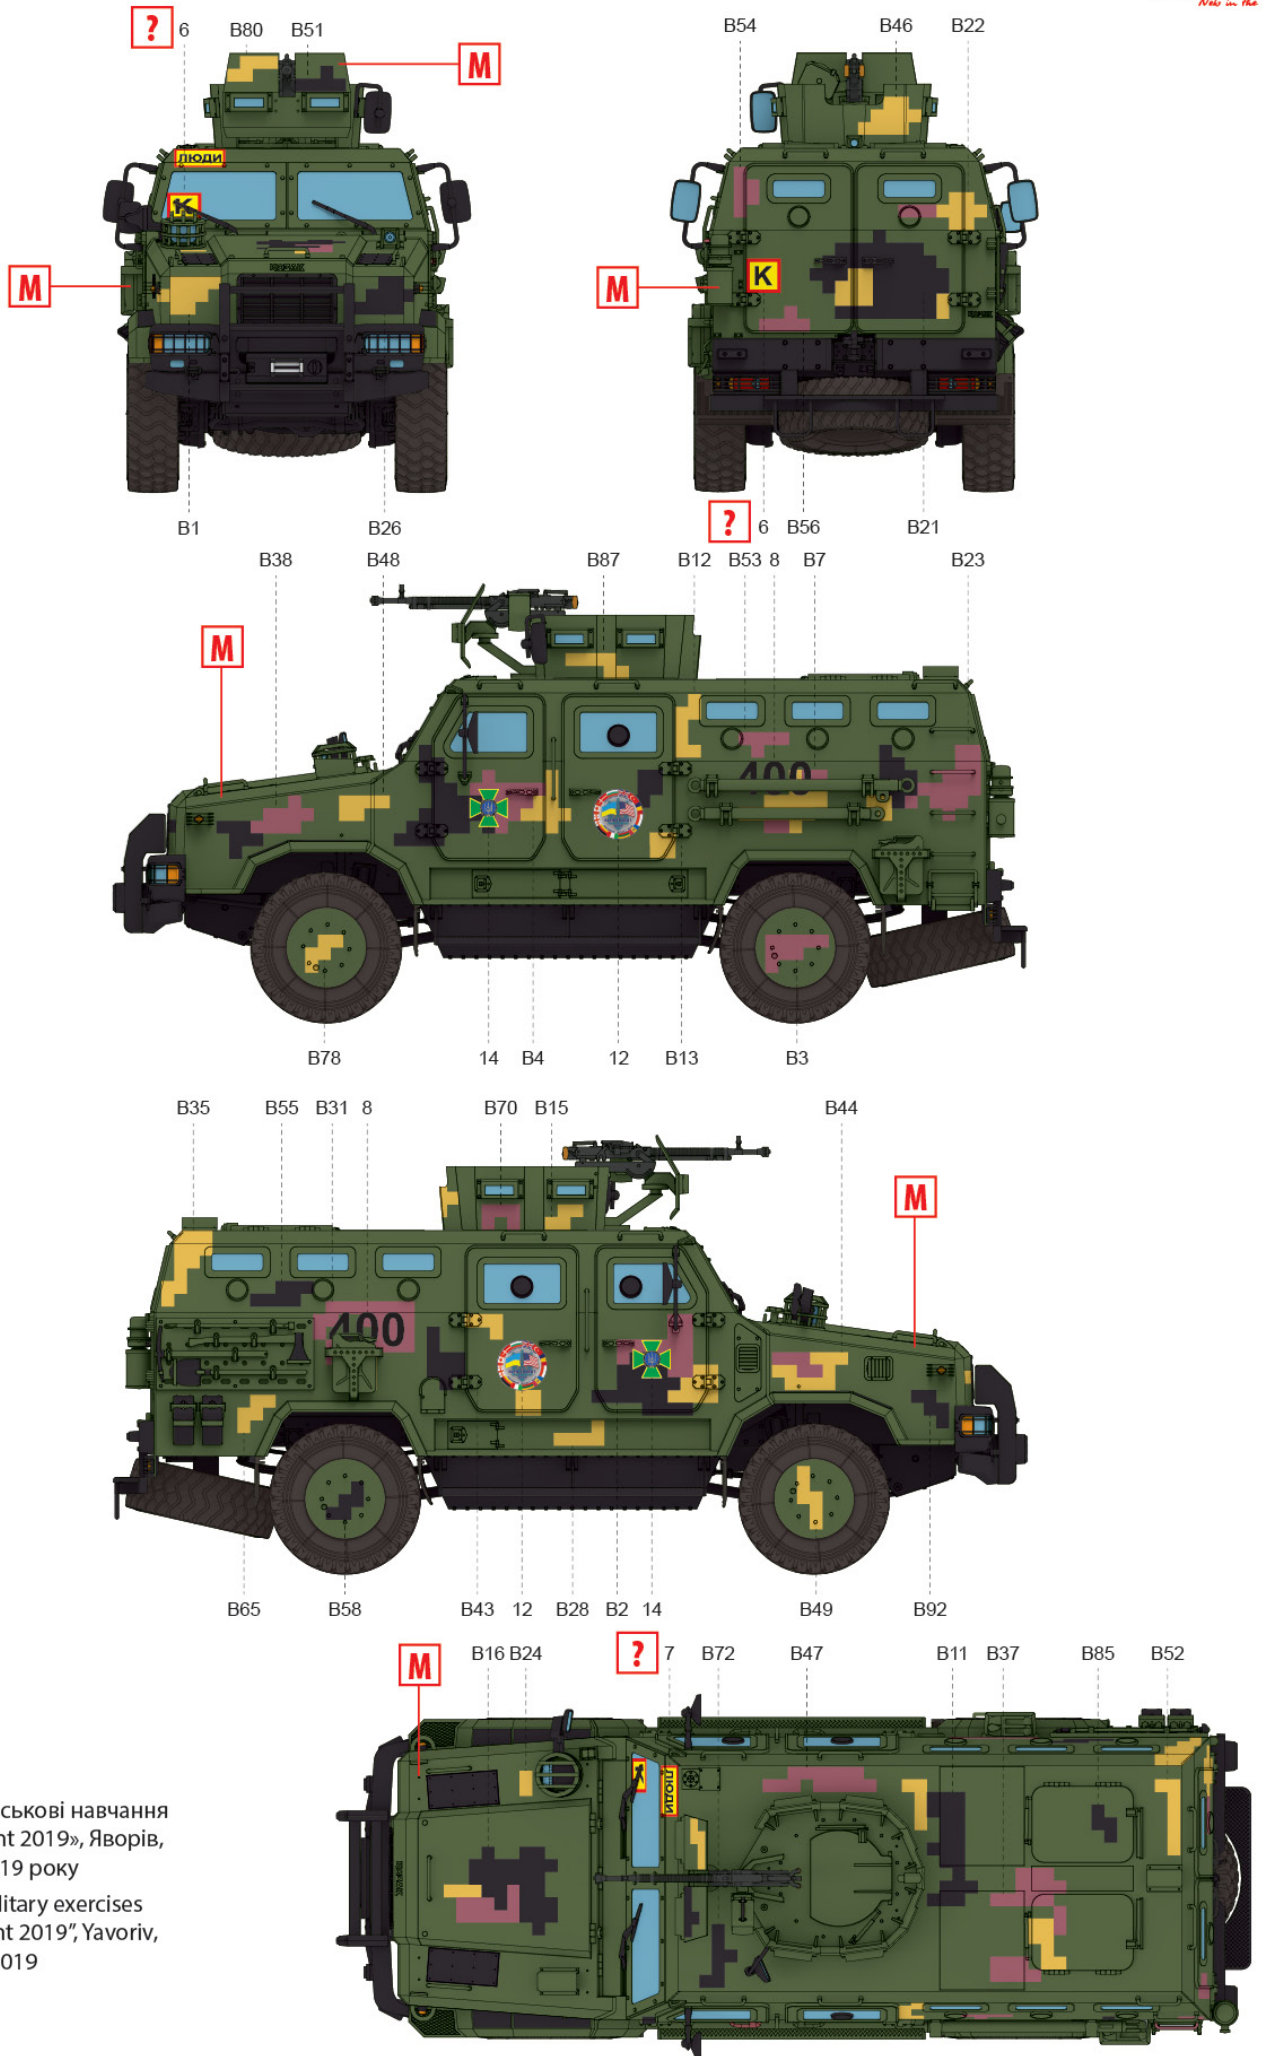 New in the
? 6 B80 B51
M
ЛЮДИ
K
M
B1 B26
B54 B46 B22
M
K
? 6 B56 B21
B38 B48 B87 B12 B53 8 B7 B23
M
400
B78 14 B4 12 B13 B3
B35 B55 B31 8 B70 B15 B44
M
400
B65 B58 B43 12 B28 B2 14 B49 B92
M
B16 B24 ? 7 B72 B47 B11 B37 B85 B52
K
ЛЮДИ
ськові навчання
nt 2019», Яворів,
19 року
litary exercises
nt 2019”, Yavoriv,
019